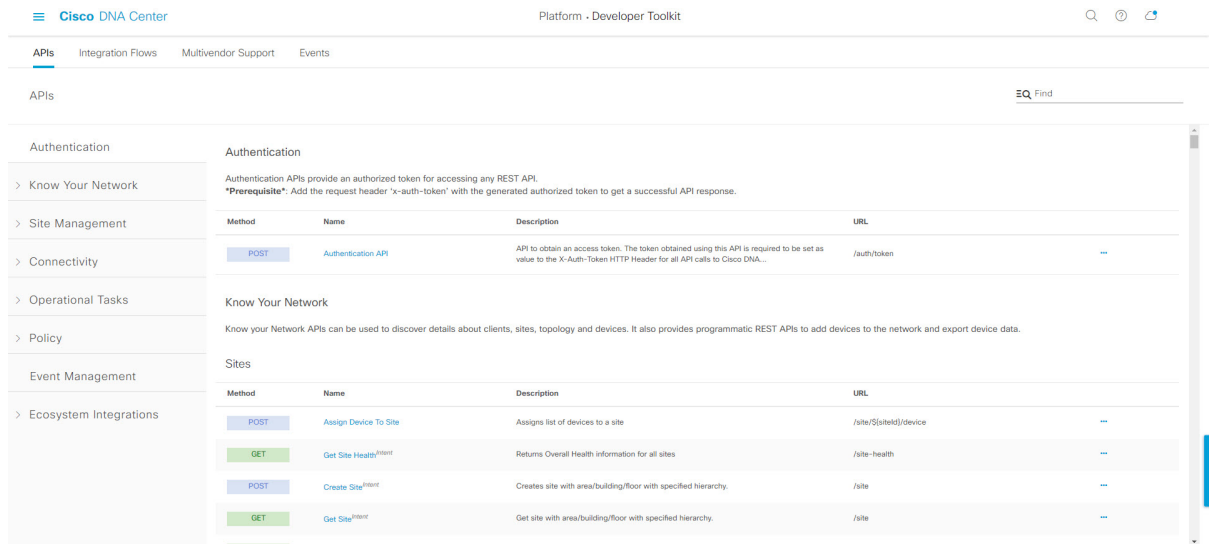 Cisco DNA Center
Platform • Developer Toolkit
APIs Integration Flows Multivendor Support Events
APIs
Find
Authentication
Know Your Network
Site Management
Connectivity
Operational Tasks
Policy
Event Management
Ecosystem Integrations
Authentication
Authentication APIs provide an authorized token for accessing any REST API.
*Prerequisite*: Add the request header 'x-auth-token' with the generated authorized token to get a successful API response.
Method Name Description URL
POST Authentication API API to obtain an access token. The token obtained using this API is required to be set as
value to the X-Auth-Token HTTP Header for all API calls to Cisco DNA... /auth/token
Know Your Network
Know your Network APIs can be used to discover details about clients, sites, topology and devices. It also provides programmatic REST APIs to add devices to the network and export device data.
Sites
Method Name Description URL
POST Assign Device To Site Assigns list of devices to a site /site/${siteId}/device
GET Get Site Health Intent Returns Overall Health information for all sites /site-health
POST Create Site Intent Creates site with area/building/floor with specified hierarchy. /site
GET Get Site Intent Get site with area/building/floor with specified hierarchy. /site